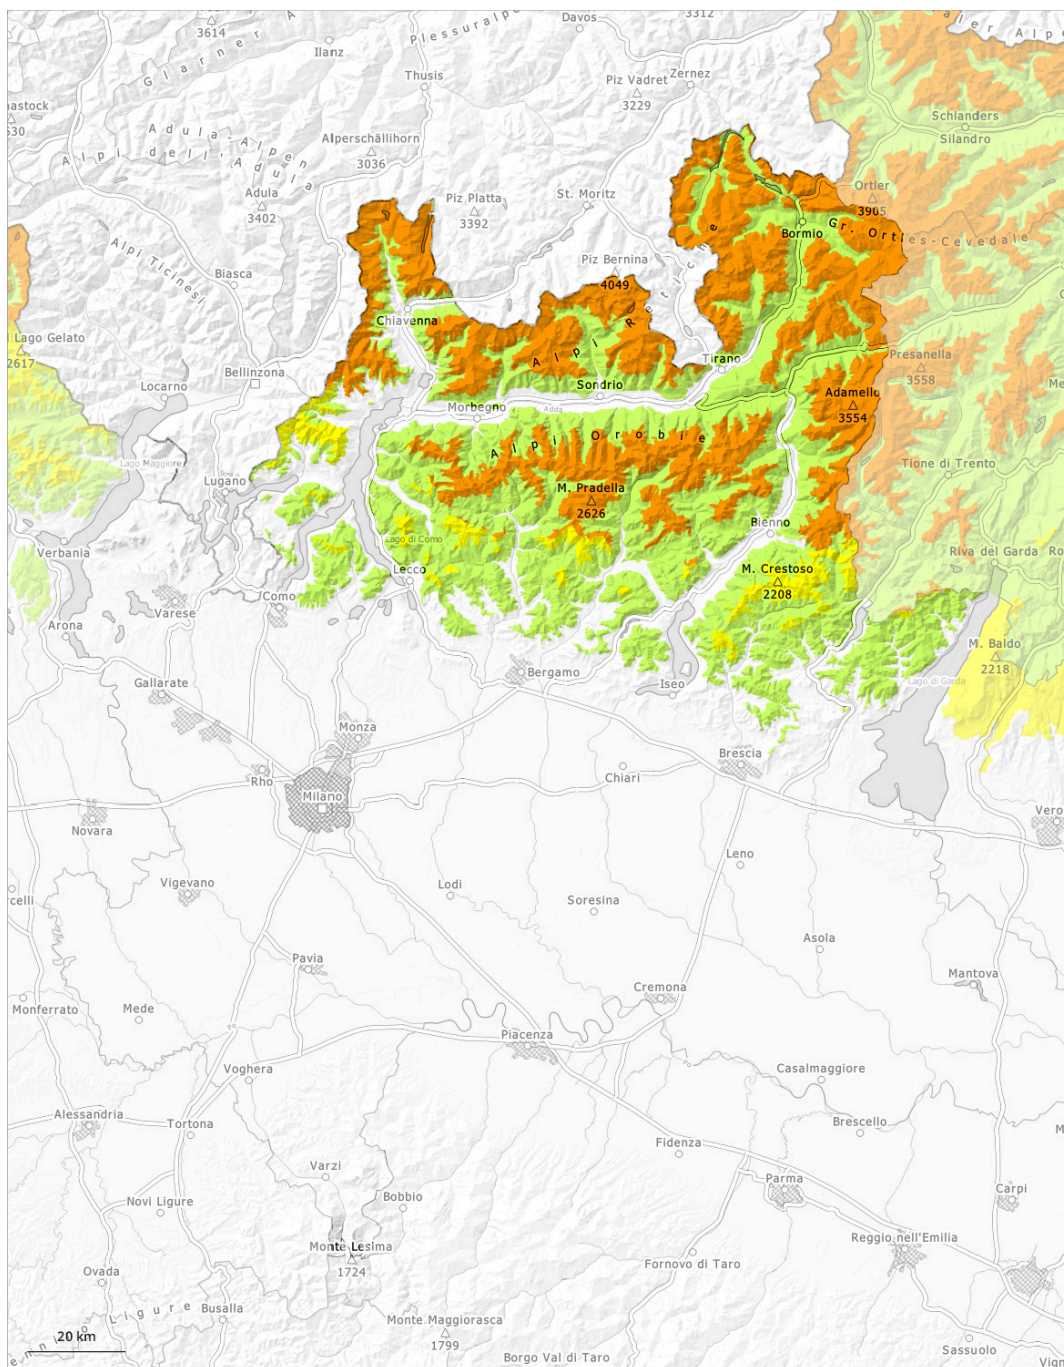 3614
Davos
3312
Plessuralpe
Ilanz
Glarner
Thusis
Piz Vadret
3229
Zernez
Schlanders
Silandro
Adula-Alpen
Alpi dell'Adula
Alperschällihorn
3036
Adula
3402
Piz Platta
3392
St. Moritz
Ortler
3905
Bormio
Gr. Ortles-Cevedale
Alpi Ticinesi
Biasca
Piz Bernina
4049
Alpi Retiche
Chiavenna
Lago Gelato
2617
Bellinzona
Locarno
Tirano
Presanella
3558
Sondrio
Adamello
3554
Morbegno
Adda
Alpi Orobie
Lago Maggiore
Lugano
Tione di Trento
M. Pradella
2626
Bienno
Lago di Como
Verbania
Riva del Garda
Ro
Lecco
M. Crestoso
2208
Como
Varese
Arona
M. Baldo
2218
Bergamo
Iseo
Lago di Garda
Gallarate
Monza
Brescia
Rho
Chiari
Milano
Novara
Vero
Leno
Vigevano
Lodi
Soresina
rcelli
Asola
Pavia
Mantova
Cremona
Monferrato
Mede
Po
Piacenza
Po
Voghera
Casalmaggiore
Alessandria
Tortona
Brescello
Fidenza
Varzi
Parma
Novi Ligure
Bobbio
Carpi
Monte Lesima
1724
Reggio nell'Emilia
Fornovo di Taro
Ovada
Ligure
Busalla
Monte Maggiorasca
1799
20 km
Sassuolo
Borgo Val di Taro